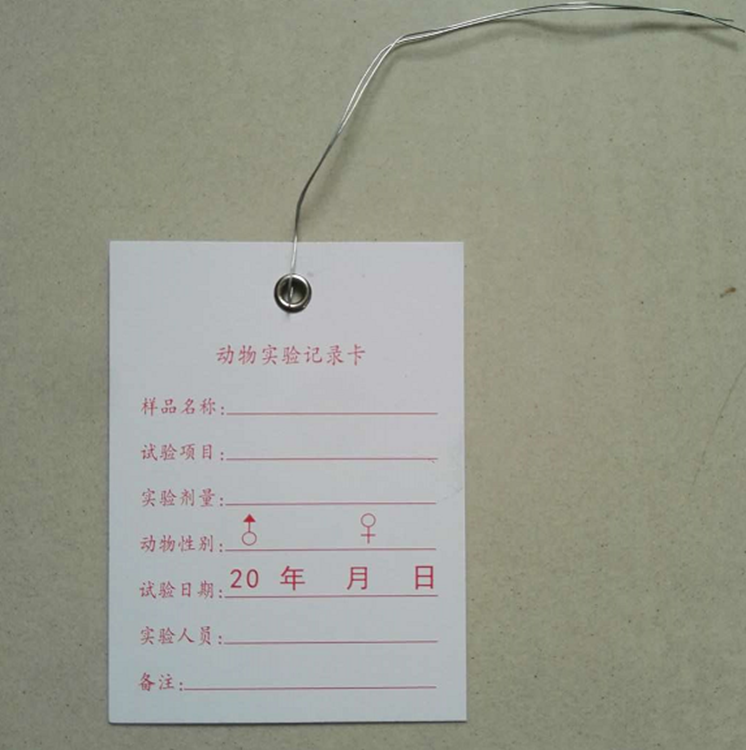 动物实验记录卡
样品名称:
试验项目:
实验剂量:
动物性别: ♂ ♀
试验日期: 20 年 月 日
实验人员:
备注: